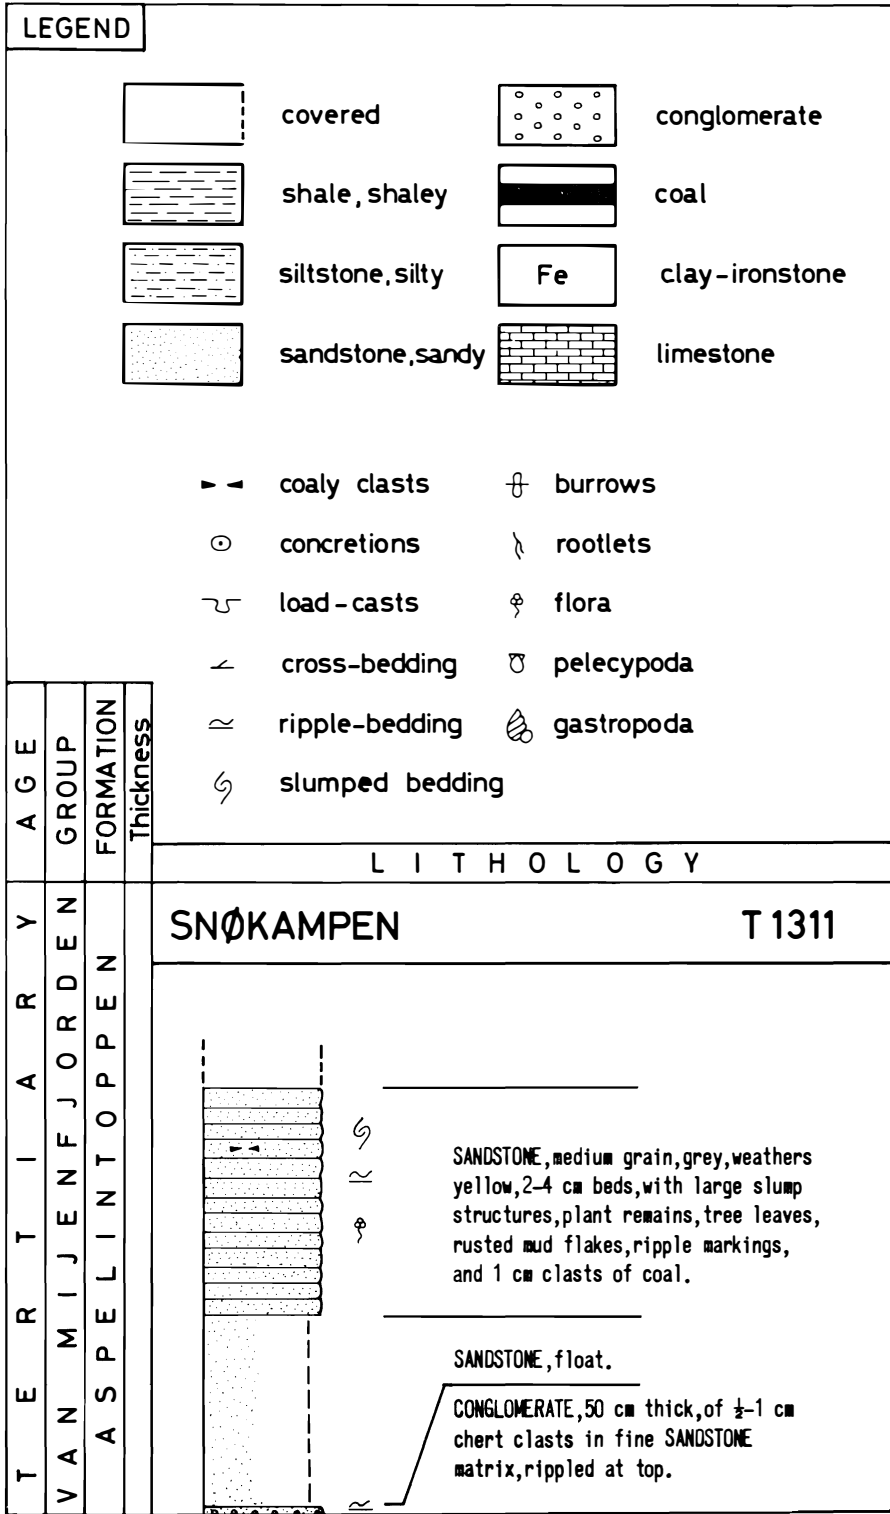 LEGEND
covered
conglomerate
shale, shaley
coal
siltstone, silty
Fe
clay-ironstone
sandstone, sandy
limestone
coaly clasts
burrows
concretions
rootlets
load-casts
flora
cross-bedding
pelecypoda
ripple-bedding
gastropoda
slumped bedding
AGE
GROUP
FORMATION
Thickness
LITHOLOGY
TERTIARY
VAN MIJENFJORDEN
ASPELINTOPPEN
SNØKAMPEN T 1311
SANDSTONE, medium grain, grey, weathers
yellow, 2-4 cm beds, with large slump
structures, plant remains, tree leaves,
rusted mud flakes, ripple markings,
and 1 cm clasts of coal.
SANDSTONE, float.
CONGLOMERATE, 50 cm thick, of ½-1 cm
chert clasts in fine SANDSTONE
matrix, rippled at top.